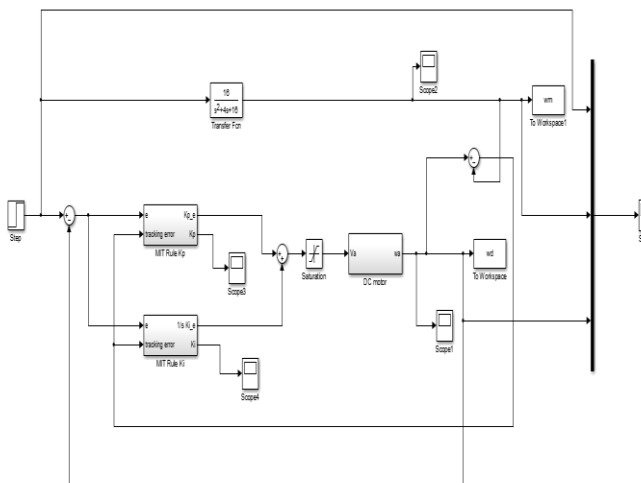 Scope2
16
s²+4s+16
Transfer Fcn
wm
To Workspace1
+
-
Step
+
-
e
Kp_e
tracking error
Kp
MIT Rule Kp
Scope3
+
+
Saturation
Va
wa
DC motor
wd
To Workspace
Scope1
e
1/s Ki_e
tracking error
Ki
MIT Rule Ki
Scope4